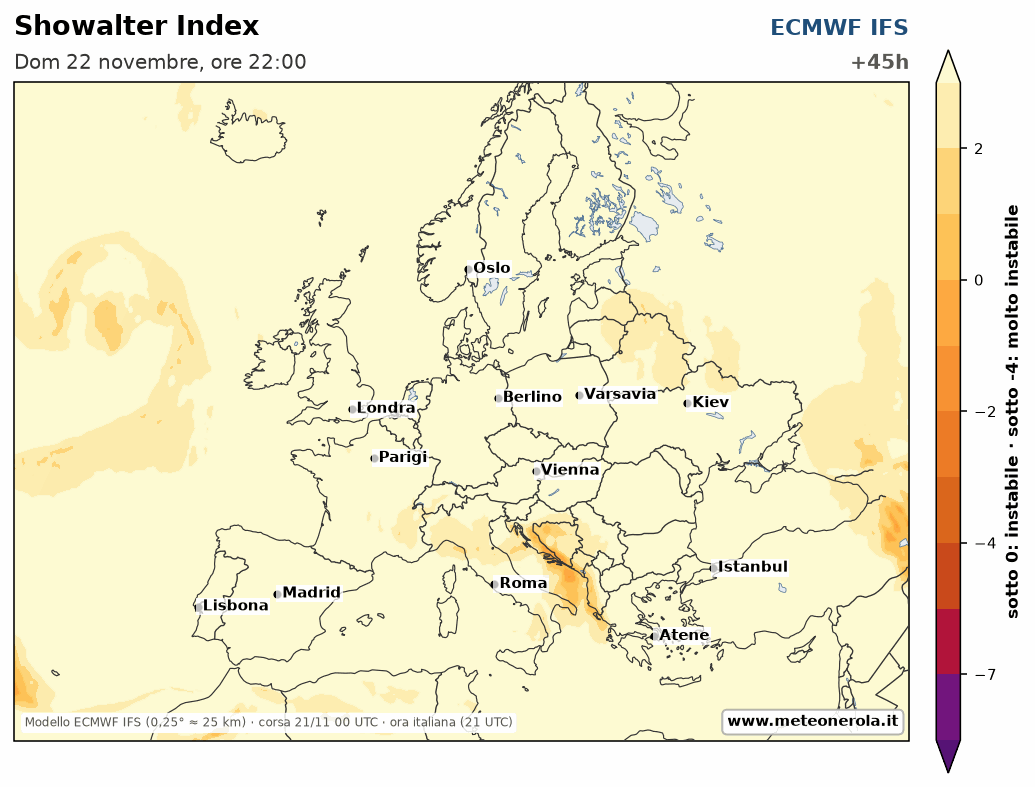 Showalter Index
ECMWF IFS
Dom 22 novembre, ore 22:00
+45h
Oslo
Berlino
Varsavia
Kiev
Londra
Parigi
Vienna
Istanbul
Roma
Madrid
Lisbona
Atene
Modello ECMWF IFS (0,25° ≈ 25 km) · corsa 21/11 00 UTC · ora italiana (21 UTC)
www.meteonerola.it
2
0
−2
−4
−7
sotto 0: instabile · sotto -4: molto instabile